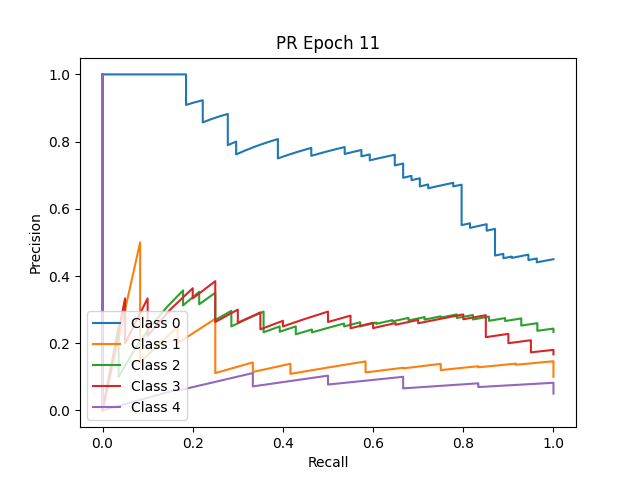 PR Epoch 11
Precision
1.0
0.8
0.6
0.4
0.2
0.0
Class 0
Class 1
Class 2
Class 3
Class 4
0.0 0.2 0.4 0.6 0.8 1.0
Recall